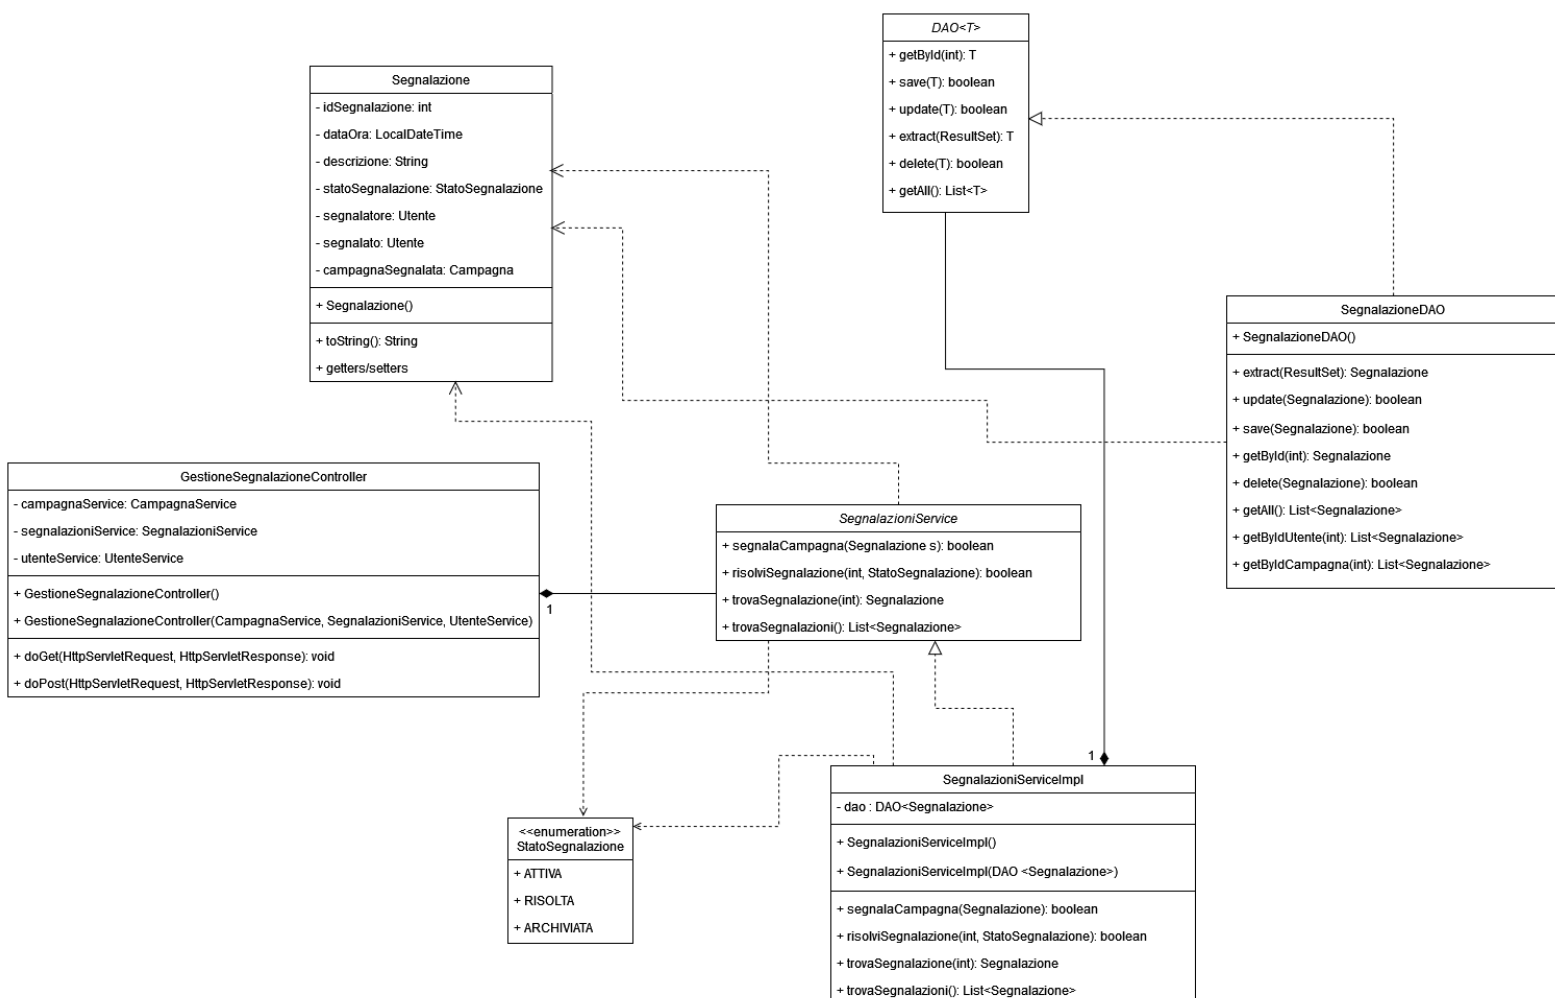 DAO<T>
+ getById(int): T
+ save(T): boolean
+ update(T): boolean
+ extract(ResultSet): T
+ delete(T): boolean
+ getAll(): List<T>
Segnalazione
- idSegnalazione: int
- dataOra: LocalDateTime
- descrizione: String
- statoSegnalazione: StatoSegnalazione
- segnalatore: Utente
- segnalato: Utente
- campagnaSegnalata: Campagna
+ Segnalazione()
+ toString(): String
+ getters/setters
SegnalazioneDAO
+ SegnalazioneDAO()
+ extract(ResultSet): Segnalazione
+ update(Segnalazione): boolean
+ save(Segnalazione): boolean
+ getById(int): Segnalazione
+ delete(Segnalazione): boolean
+ getAll(): List<Segnalazione>
+ getByIdUtente(int): List<Segnalazione>
+ getByIdCampagna(int): List<Segnalazione>
GestioneSegnalazioneController
- campagnaService: CampagnaService
- segnalazioniService: SegnalazioniService
- utenteService: UtenteService
+ GestioneSegnalazioneController()
+ GestioneSegnalazioneController(CampagnaService, SegnalazioniService, UtenteService)
+ doGet(HttpServletRequest, HttpServletResponse): void
+ doPost(HttpServletRequest, HttpServletResponse): void
1
SegnalazioniService
+ segnalaCampagna(Segnalazione s): boolean
+ risolviSegnalazione(int, StatoSegnalazione): boolean
+ trovaSegnalazione(int): Segnalazione
+ trovaSegnalazioni(): List<Segnalazione>
1
SegnalazioniServiceImpl
- dao : DAO<Segnalazione>
+ SegnalazioniServiceImpl()
+ SegnalazioniServiceImpl(DAO <Segnalazione>)
+ segnalaCampagna(Segnalazione): boolean
+ risolviSegnalazione(int, StatoSegnalazione): boolean
+ trovaSegnalazione(int): Segnalazione
+ trovaSegnalazioni(): List<Segnalazione>
<<enumeration>>
StatoSegnalazione
+ ATTIVA
+ RISOLTA
+ ARCHIVIATA